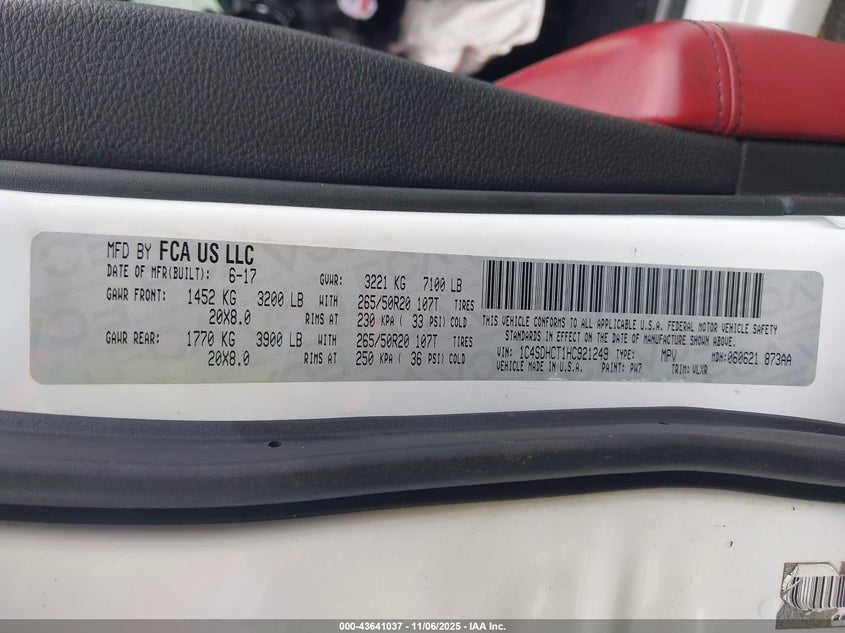 MFD BY FCA US LLC
DATE OF MFR(BUILT): 6-17 GVWR: 3221 KG 7100 LB
GAWR FRONT: 1452 KG 3200 LB WITH 265/50R20 107T TIRES
20X8.0 RIMS AT 230 KPA ( 33 PSI) COLD
GAWR REAR: 1770 KG 3900 LB WITH 265/50R20 107T TIRES
20X8.0 RIMS AT 250 KPA ( 36 PSI) COLD
THIS VEHICLE CONFORMS TO ALL APPLICABLE U.S.A. FEDERAL MOTOR VEHICLE SAFETY
STANDARDS IN EFFECT ON THE DATE OF MANUFACTURE SHOWN ABOVE.
VIN: 1C4SDHCT1HC921249 TYPE: MPV MDH: 060621 873AA
VEHICLE MADE IN U.S.A. PAINT: PW7 TRIM: VLXR
000-43641037 - 11/06/2025 - IAA Inc.